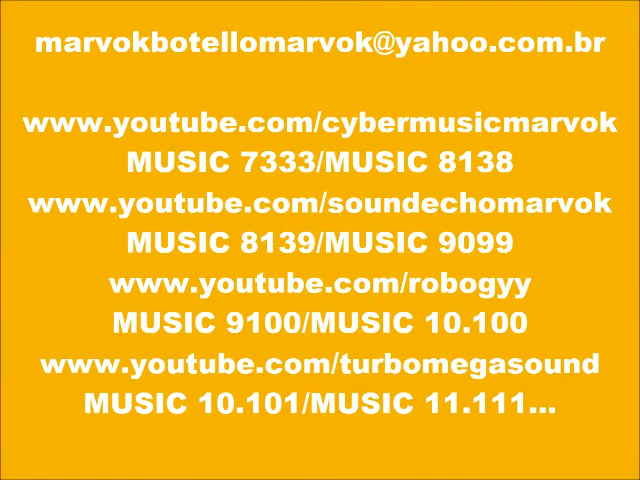 marvokbotellomarvok@yahoo.com.br
www.youtube.com/cybermusicmarvok
MUSIC 7333/MUSIC 8138
www.youtube.com/soundechomarvok
MUSIC 8139/MUSIC 9099
www.youtube.com/robogyy
MUSIC 9100/MUSIC 10.100
www.youtube.com/turbomegasound
MUSIC 10.101/MUSIC 11.111...